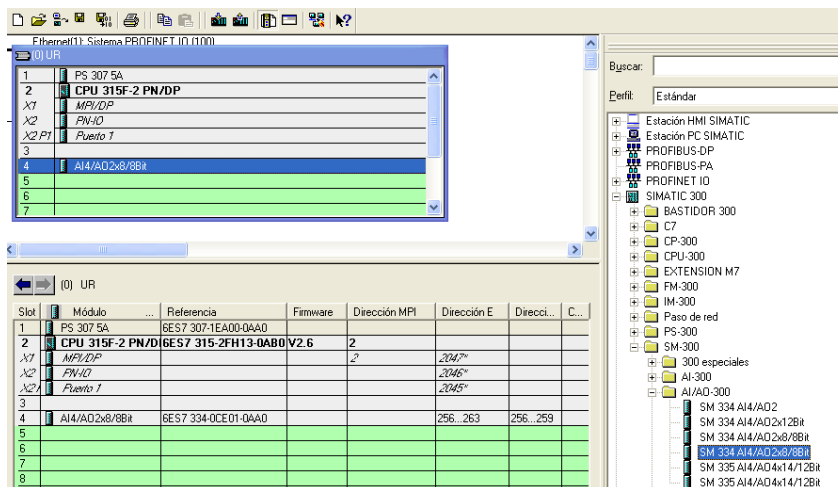 Ethernet(1): Sistema PROFINET IO (100)
(0) UR
1 PS 307 5A
2 CPU 315F-2 PN/DP
X1 MPI/DP
X2 PN-IO
X2 P1 Puerto 1
3
4 AI4/AO2x8/8Bit
5
6
7
Buscar:
Perfil: Estándar
Estación HMI SIMATIC
Estación PC SIMATIC
PROFIBUS-DP
PROFIBUS-PA
PROFINET IO
SIMATIC 300
BASTIDOR 300
C7
CP-300
CPU-300
EXTENSION M7
FM-300
IM-300
Paso de red
PS-300
SM-300
300 especiales
AI-300
AI/AO-300
SM 334 AI4/AO2
SM 334 AI4/AO2x12Bit
SM 334 AI4/AO2x8/8Bit
SM 334 AI4/AO2x8/8Bit
SM 335 AI4/AO4x14/12Bit
SM 335 AI4/AO4x14/12Bit
(0) UR
Slot Módulo ... Referencia Firmware Dirección MPI Dirección E Direcci... C...
1 PS 307 5A 6ES7 307-1EA00-0AA0
2 CPU 315F-2 PN/D 6ES7 315-2FH13-0AB0 V2.6 2
X1 MPI/DP 2 2047*
X2 PN-IO 2046*
X2 Puerto 1 2045*
3
4 AI4/AO2x8/8Bit 6ES7 334-0CE01-0AA0 256...263 256...259
5
6
7
8